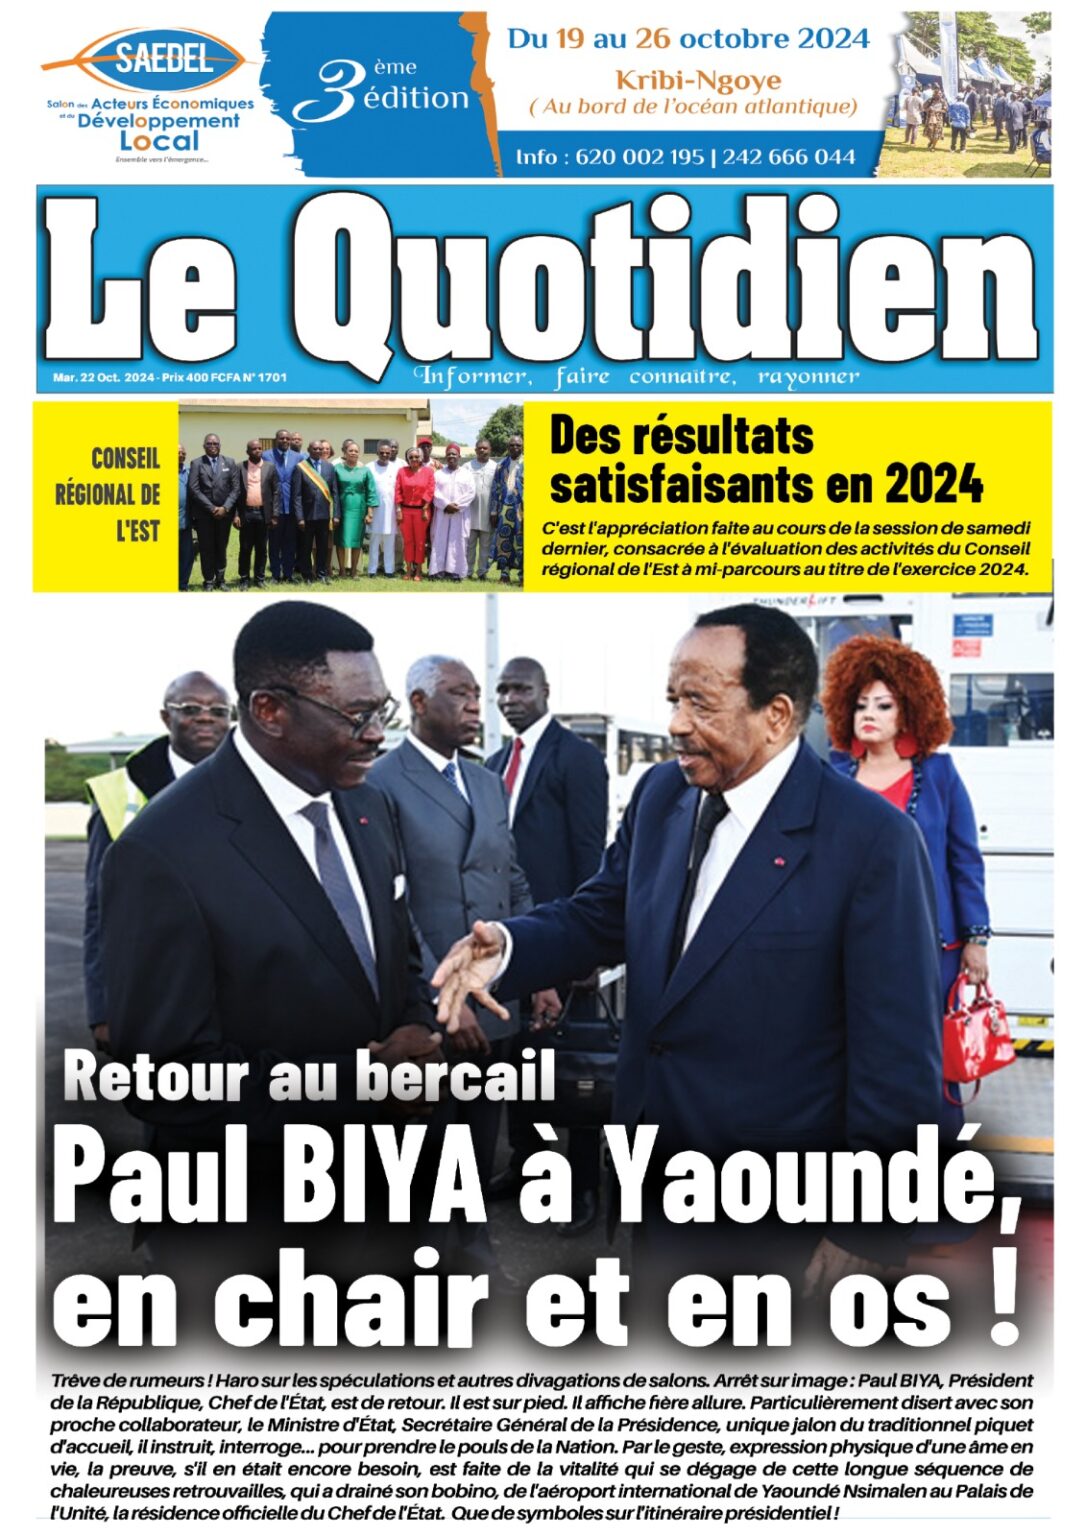 SAEDEL
Salon des Acteurs Économiques
et du Développement
Local
Ensemble vers l'émergence...
3ème
édition
Du 19 au 26 octobre 2024
Kribi-Ngoye
( Au bord de l'océan atlantique)
Info : 620 002 195 | 242 666 044
Le Quotidien
Mar. 22 Oct. 2024 - Prix 400 FCFA N° 1701
Informer, faire connaître, rayonner
CONSEIL
RÉGIONAL DE
L'EST
Des résultats
satisfaisants en 2024
C'est l'appréciation faite au cours de la session de samedi
dernier, consacrée à l'évaluation des activités du Conseil
régional de l'Est à mi-parcours au titre de l'exercice 2024.
THUNDERLIFT
Retour au bercail
Paul BIYA à Yaoundé,
en chair et en os !
Trêve de rumeurs ! Haro sur les spéculations et autres divagations de salons. Arrêt sur image : Paul BIYA, Président
de la République, Chef de l'État, est de retour. Il est sur pied. Il affiche fière allure. Particulièrement disert avec son
proche collaborateur, le Ministre d'État, Secrétaire Général de la Présidence, unique jalon du traditionnel piquet
d'accueil, il instruit, interroge... pour prendre le pouls de la Nation. Par le geste, expression physique d'une âme en
vie, la preuve, s'il en était encore besoin, est faite de la vitalité qui se dégage de cette longue séquence de
chaleureuses retrouvailles, qui a drainé son bobino, de l'aéroport international de Yaoundé Nsimalen au Palais de
l'Unité, la résidence officielle du Chef de l'État. Que de symboles sur l'itinéraire présidentiel !